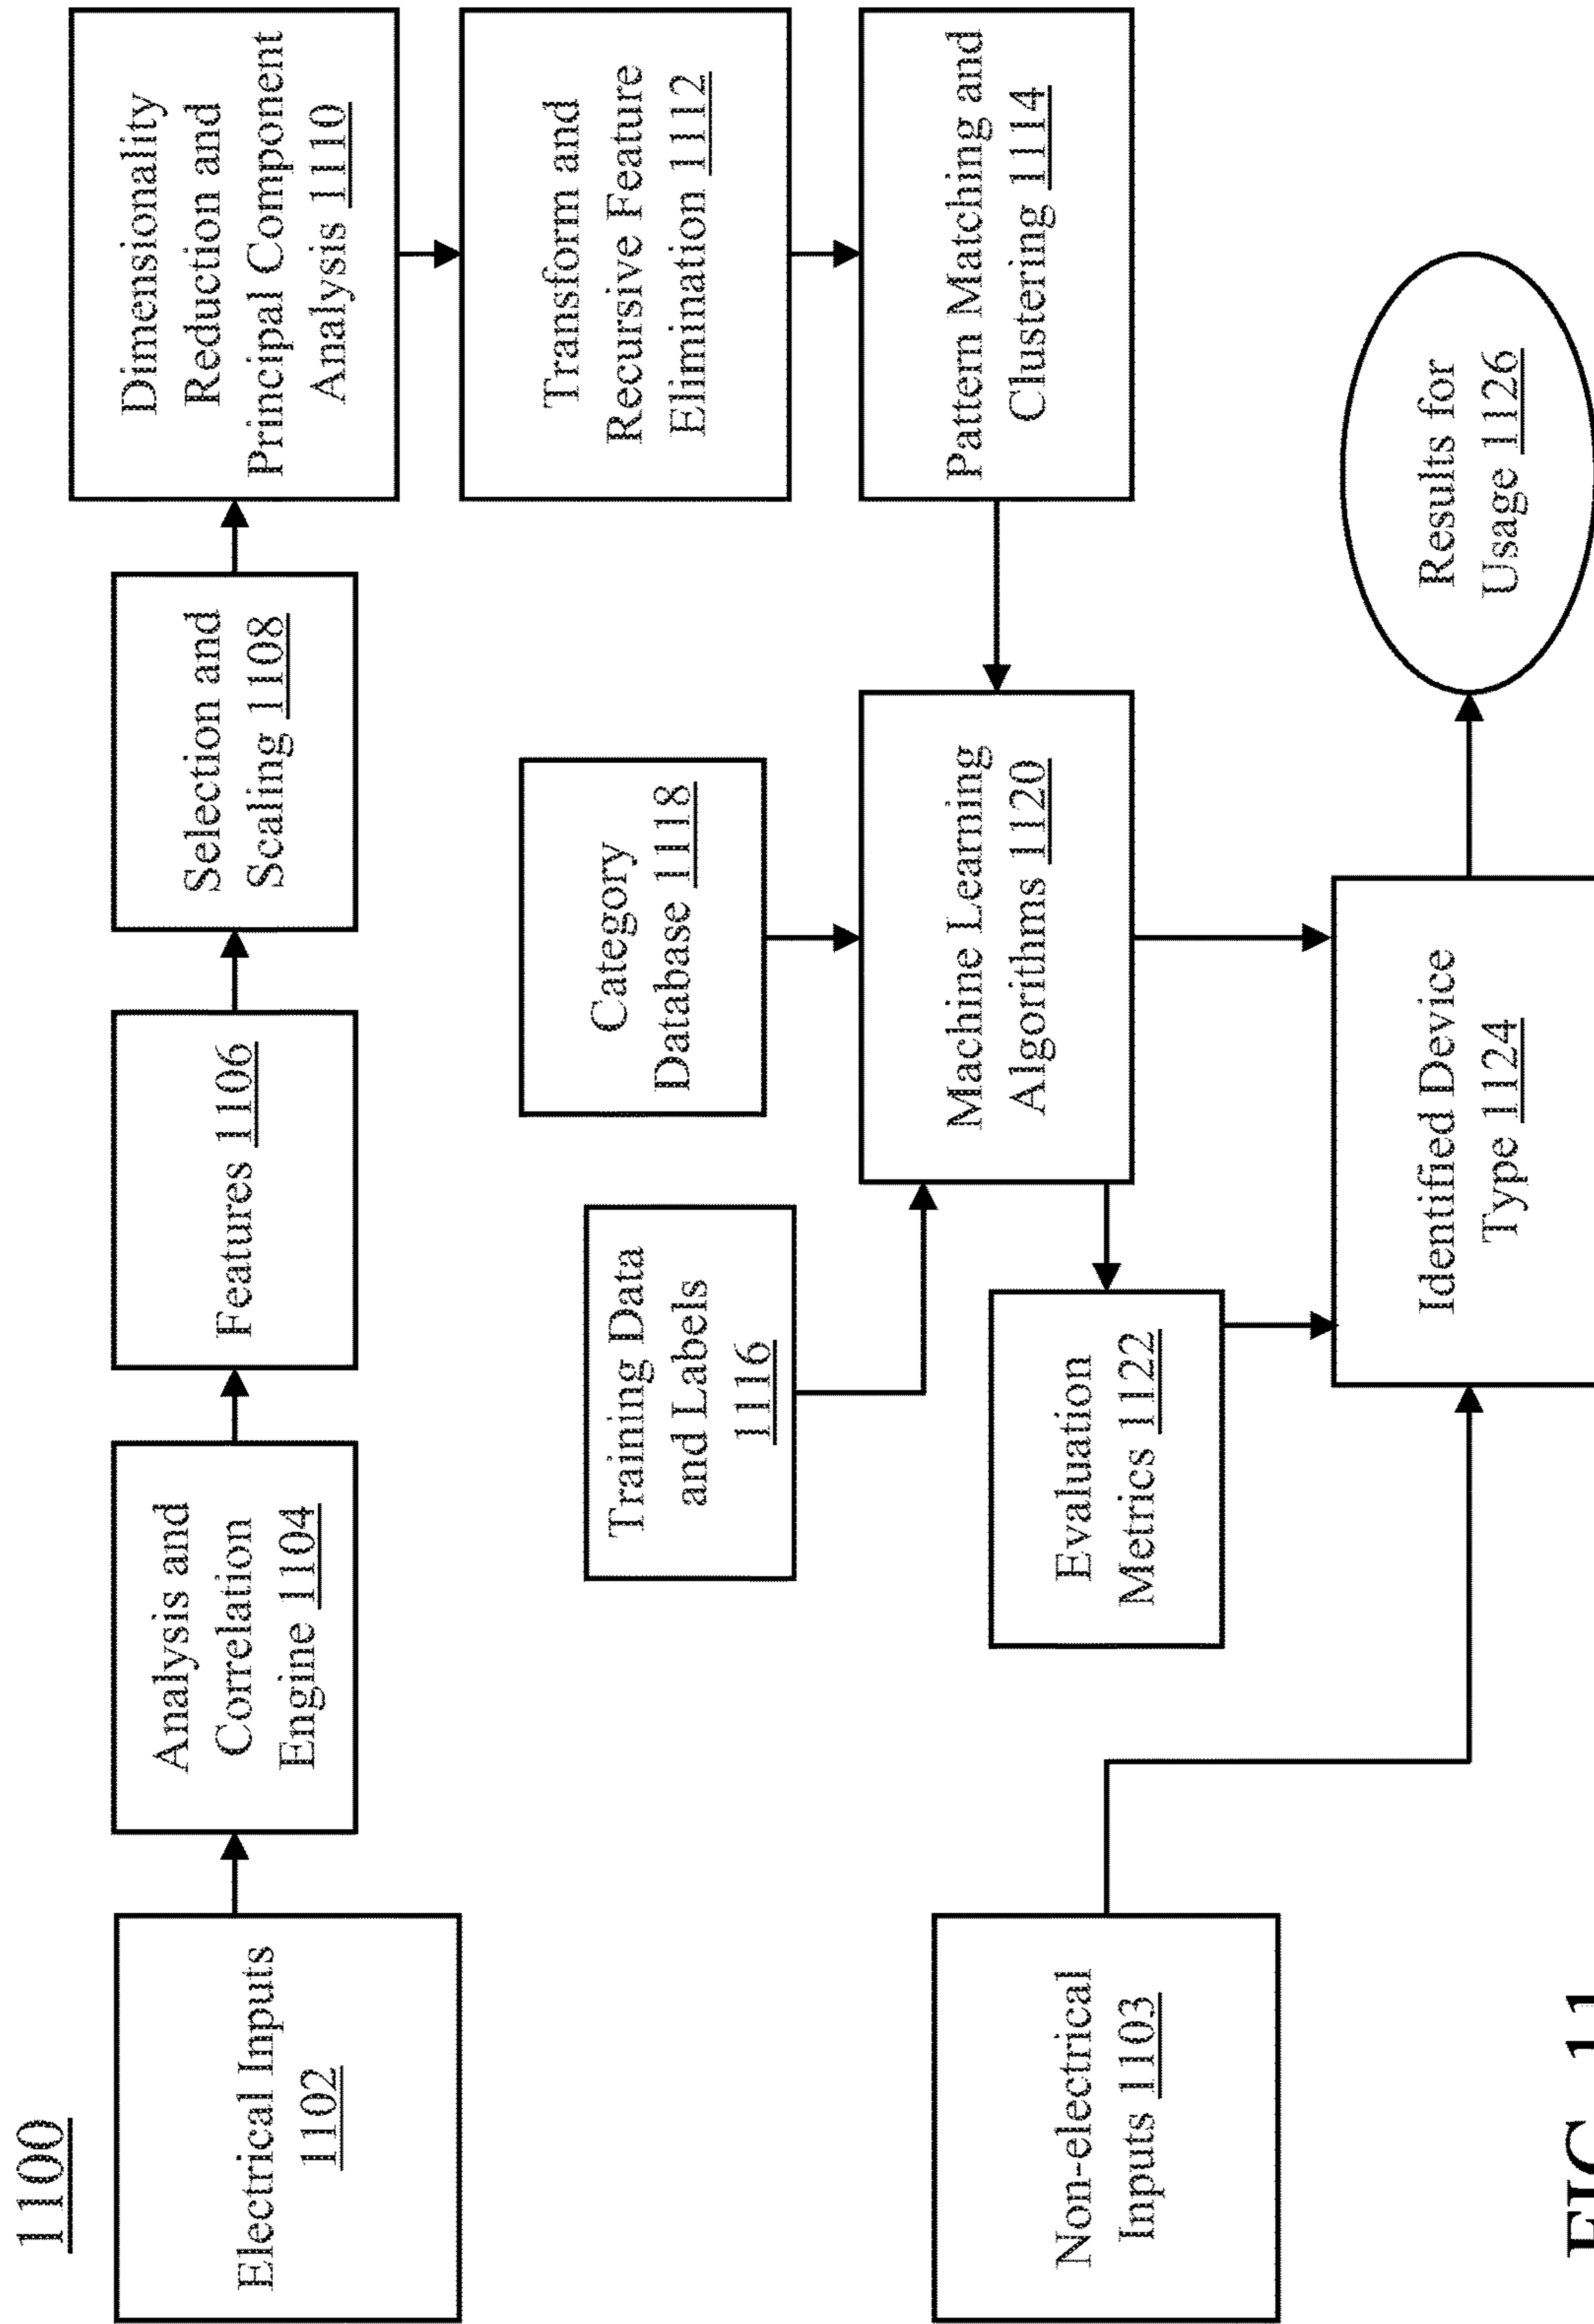 1100
Electrical Inputs
1102
Analysis and
Correlation
Engine 1104
Features 1106
Selection and
Scaling 1108
Dimensionality
Reduction and
Principal Component
Analysis 1110
Transform and
Recursive Feature
Elimination 1112
Pattern Matching and
Clustering 1114
Training Data
and Labels
1116
Category
Database 1118
Machine Learning
Algorithms 1120
Evaluation
Metrics 1122
Non-electrical
Inputs 1103
Identified Device
Type 1124
Results for
Usage 1126
FIG. 11